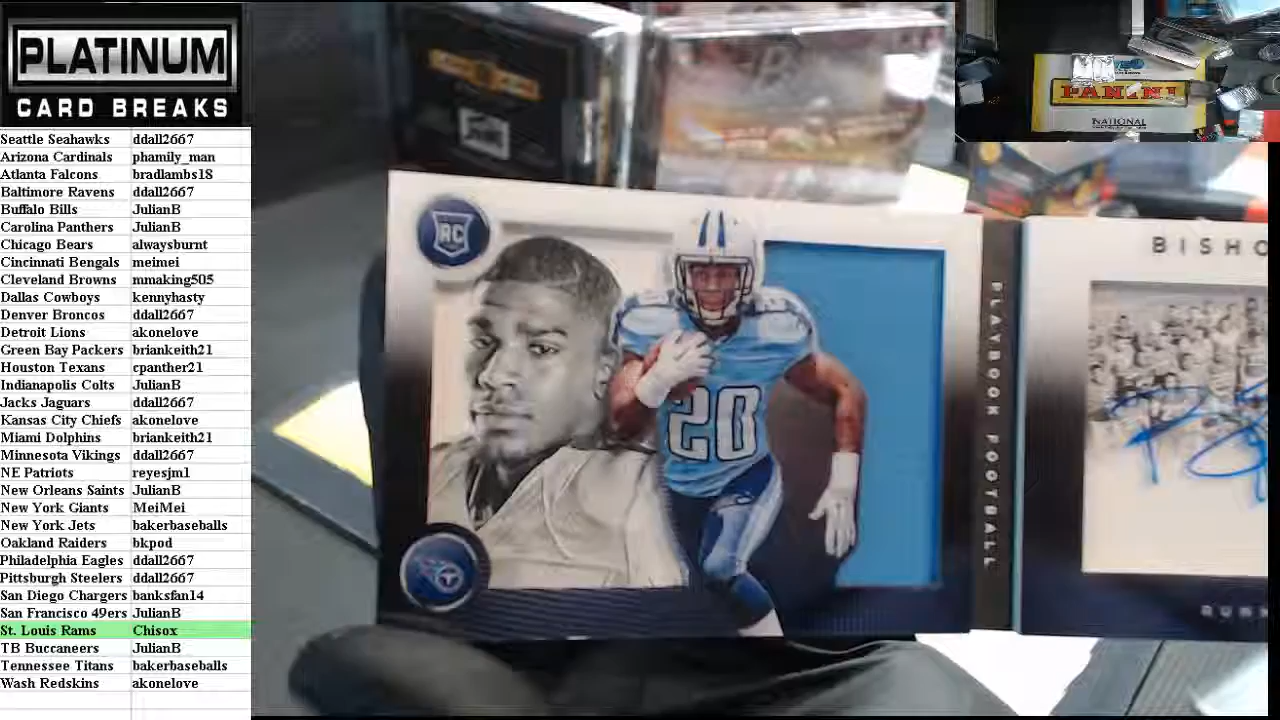 PLATINUM
CARD BREAKS
Seattle Seahawks ddall2667
Arizona Cardinals phamily_man
Atlanta Falcons bradlambs18
Baltimore Ravens ddall2667
Buffalo Bills JulianB
Carolina Panthers JulianB
Chicago Bears alwaysburnt
Cincinnati Bengals meimei
Cleveland Browns mmaking505
Dallas Cowboys kennyhasty
Denver Broncos ddall2667
Detroit Lions akonelove
Green Bay Packers briankeith21
Houston Texans cpanther21
Indianapolis Colts JulianB
Jacks Jaguars ddall2667
Kansas City Chiefs akonelove
Miami Dolphins briankeith21
Minnesota Vikings ddall2667
NE Patriots reyesjm1
New Orleans Saints JulianB
New York Giants MeiMei
New York Jets bakerbaseballs
Oakland Raiders bkpod
Philadelphia Eagles ddall2667
Pittsburgh Steelers ddall2667
San Diego Chargers banksfan14
San Francisco 49ers JulianB
St. Louis Rams Chisox
TB Buccaneers JulianB
Tennessee Titans bakerbaseballs
Wash Redskins akonelove
PANINI
NATIONAL
RC
20
20
PLAYBOOK FOOTBALL
BISHO
RUNN